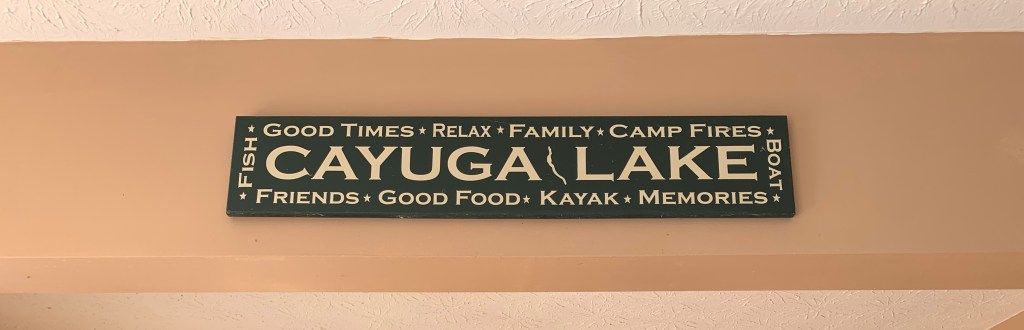 GOOD TIMES ★ RELAX ★ FAMILY ★ CAMP FIRES ★
FISH ★
CAYUGA LAKE
BOAT ★
★ FRIENDS ★ GOOD FOOD ★ KAYAK ★ MEMORIES ★